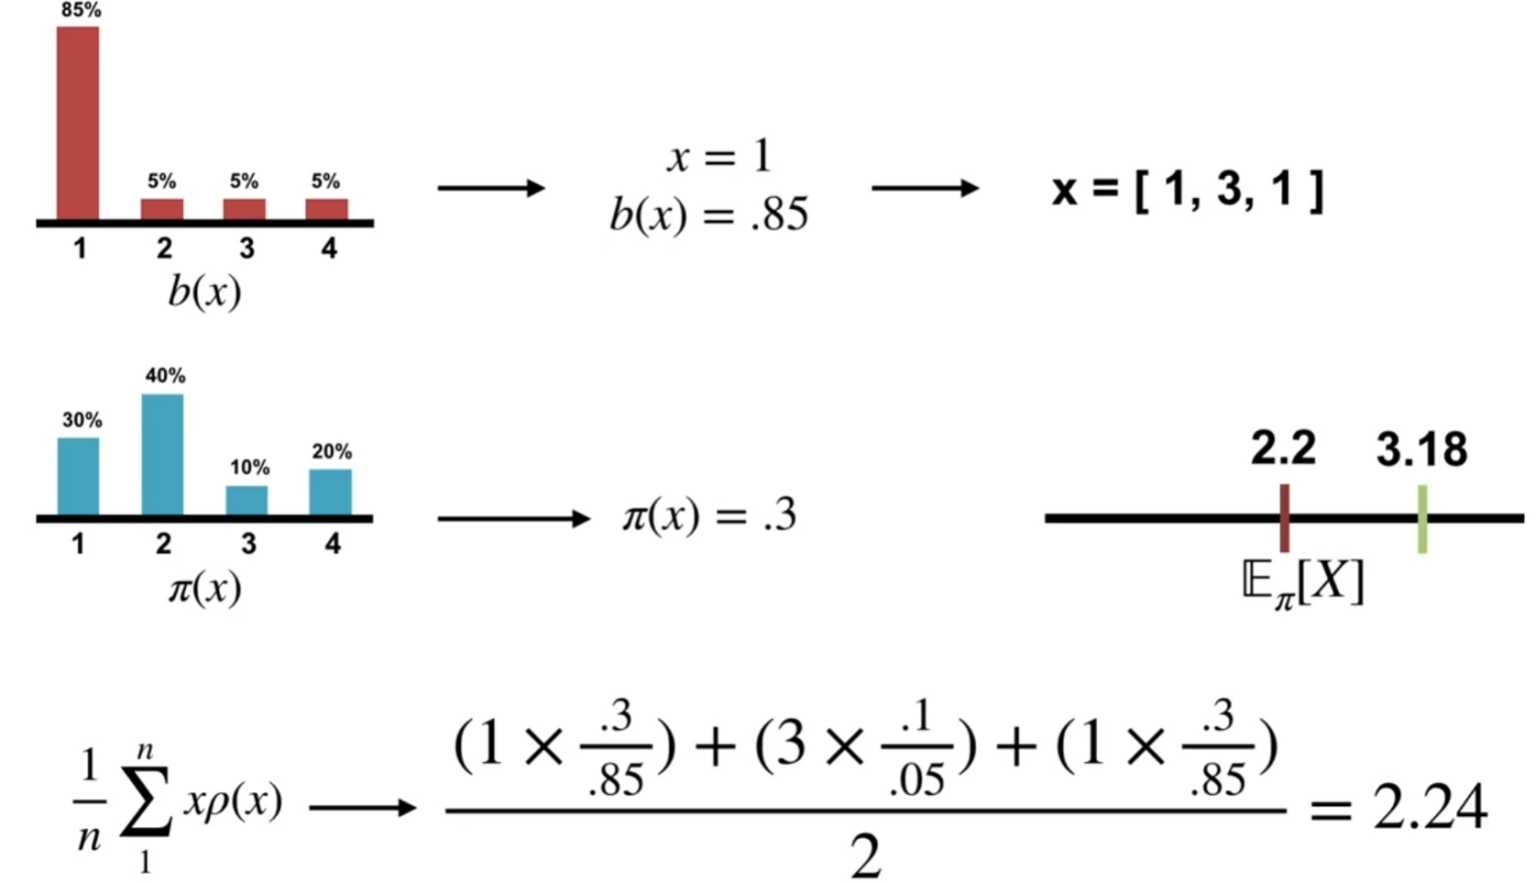 85%
5% 5% 5%
1 2 3 4
b(x)
x = 1
b(x) = .85
x = [ 1, 3, 1 ]
40%
30%
20%
10%
1 2 3 4
π(x)
π(x) = .3
2.2 3.18
𝔼π[X]
1/n ∑ n 1 xρ(x)
(1 × .3/.85) + (3 × .1/.05) + (1 × .3/.85)
2
= 2.24